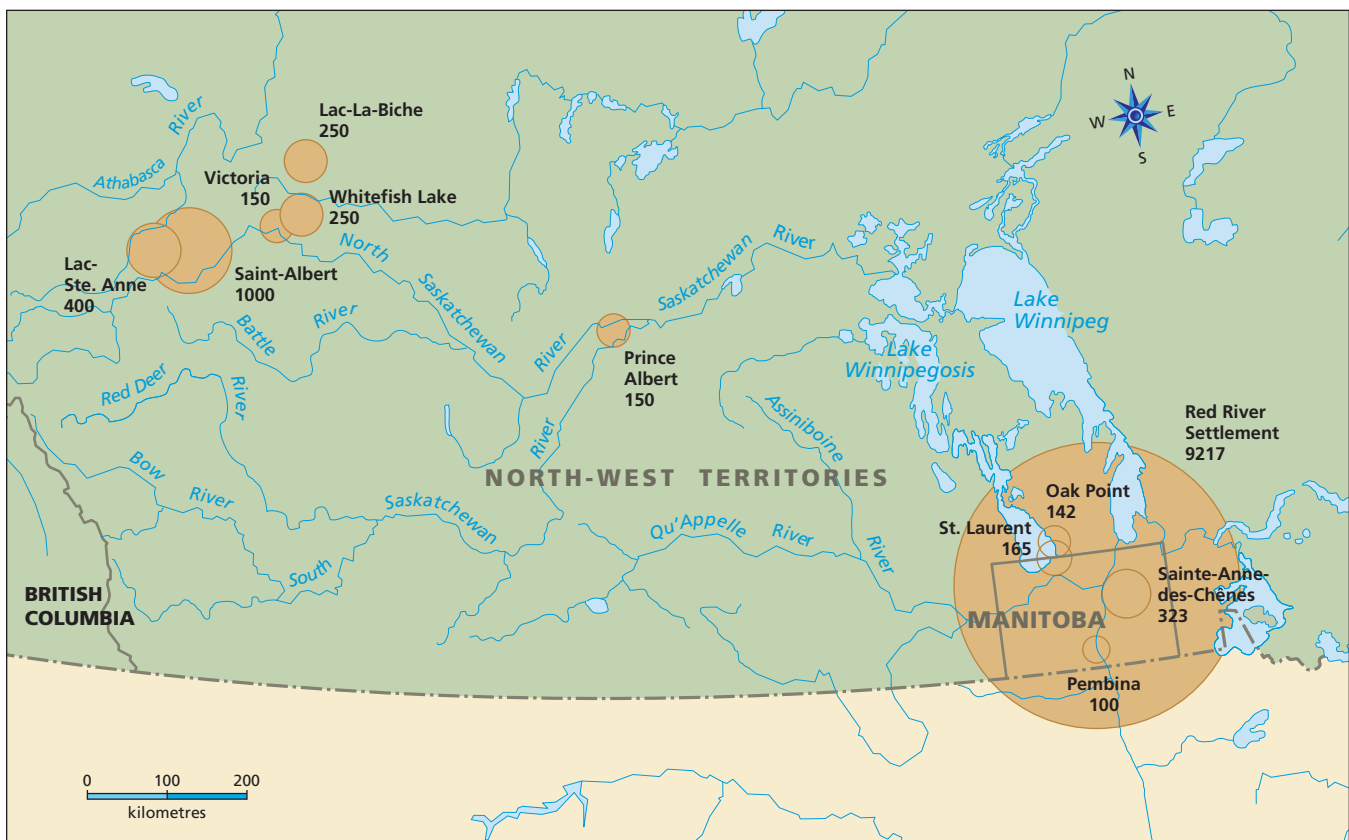 N
W
E
S
Lac-La-Biche
250
Athabasca
River
Victoria
150
Whitefish Lake
250
Lac-
Ste. Anne
400
Saint-Albert
1000
North
Saskatchewan
River
Saskatchewan
River
Battle
River
Red Deer
River
Prince
Albert
150
River
Lake
Winnipeg
Lake
Winnipegosis
Assiniboine
River
Bow
River
NORTH-WEST TERRITORIES
Saskatchewan
South
Qu'Appelle
River
Red River
Settlement
9217
Oak Point
142
St. Laurent
165
Sainte-Anne-
des-Chênes
323
MANITOBA
Pembina
100
BRITISH
COLUMBIA
0 100 200
kilometres